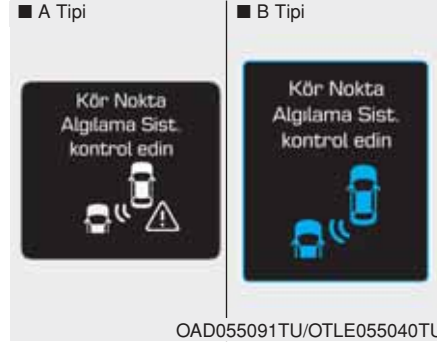 ■ A Tipi
Kör Nokta
Algılama Sist.
kontrol edin
■ B Tipi
Kör Nokta
Algılama Sist.
kontrol edin
OAD055091TU/OTLE055040TU